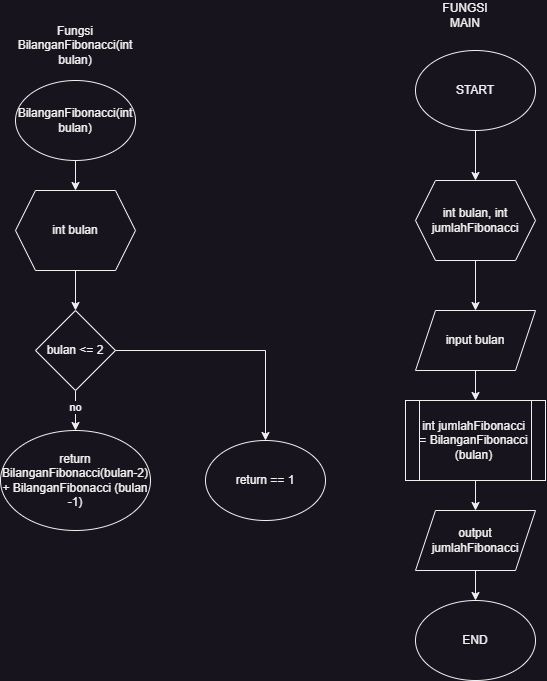 Fungsi
BilanganFibonacci(int
bulan)
BilanganFibonacci(int
bulan)
int bulan
bulan <= 2
no
return
BilanganFibonacci(bulan-2)
+ BilanganFibonacci (bulan
-1)
return == 1
FUNGSI
MAIN
START
int bulan, int
jumlahFibonacci
input bulan
int jumlahFibonacci
= BilanganFibonacci
(bulan)
output
jumlahFibonacci
END